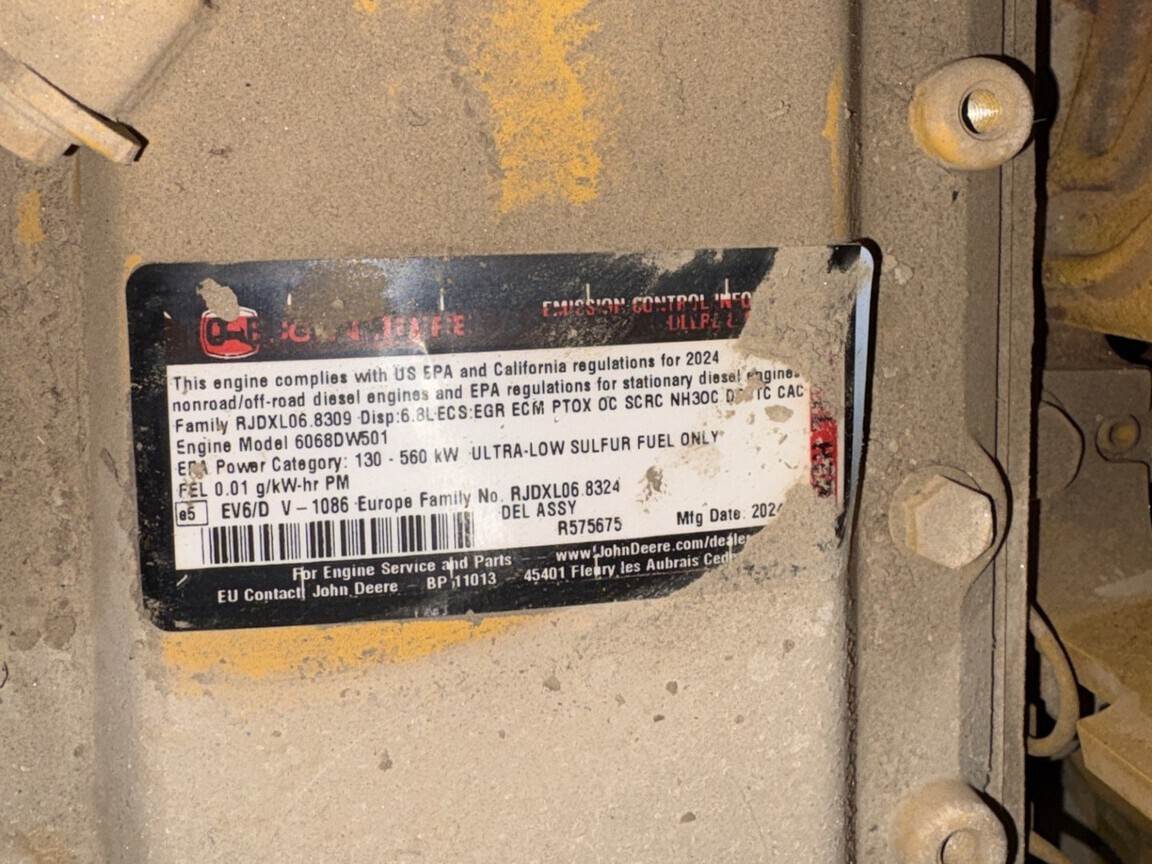 EMISSION CONTROL INFO
This engine complies with US EPA and California regulations for 2024
nonroad/off-road diesel engines and EPA regulations for stationary diesel engines
Family RJDXL06.8309 Disp:6.8L ECS:EGR ECM PTOX OC SCRC NH3OC TC CAC
Engine Model 6068DW501
EPA Power Category: 130 - 560 kW ULTRA-LOW SULFUR FUEL ONLY
FEL 0.01 g/kW-hr PM
e5 EV6/D V-1086 Europe Family No. RJDXL06.8324
DEL ASSY
R575675 Mfg Date: 2024
For Engine Service and Parts www.JohnDeere.com/dealer
EU Contact John Deere BP 11013 45401 Fleury les Aubrais Ced